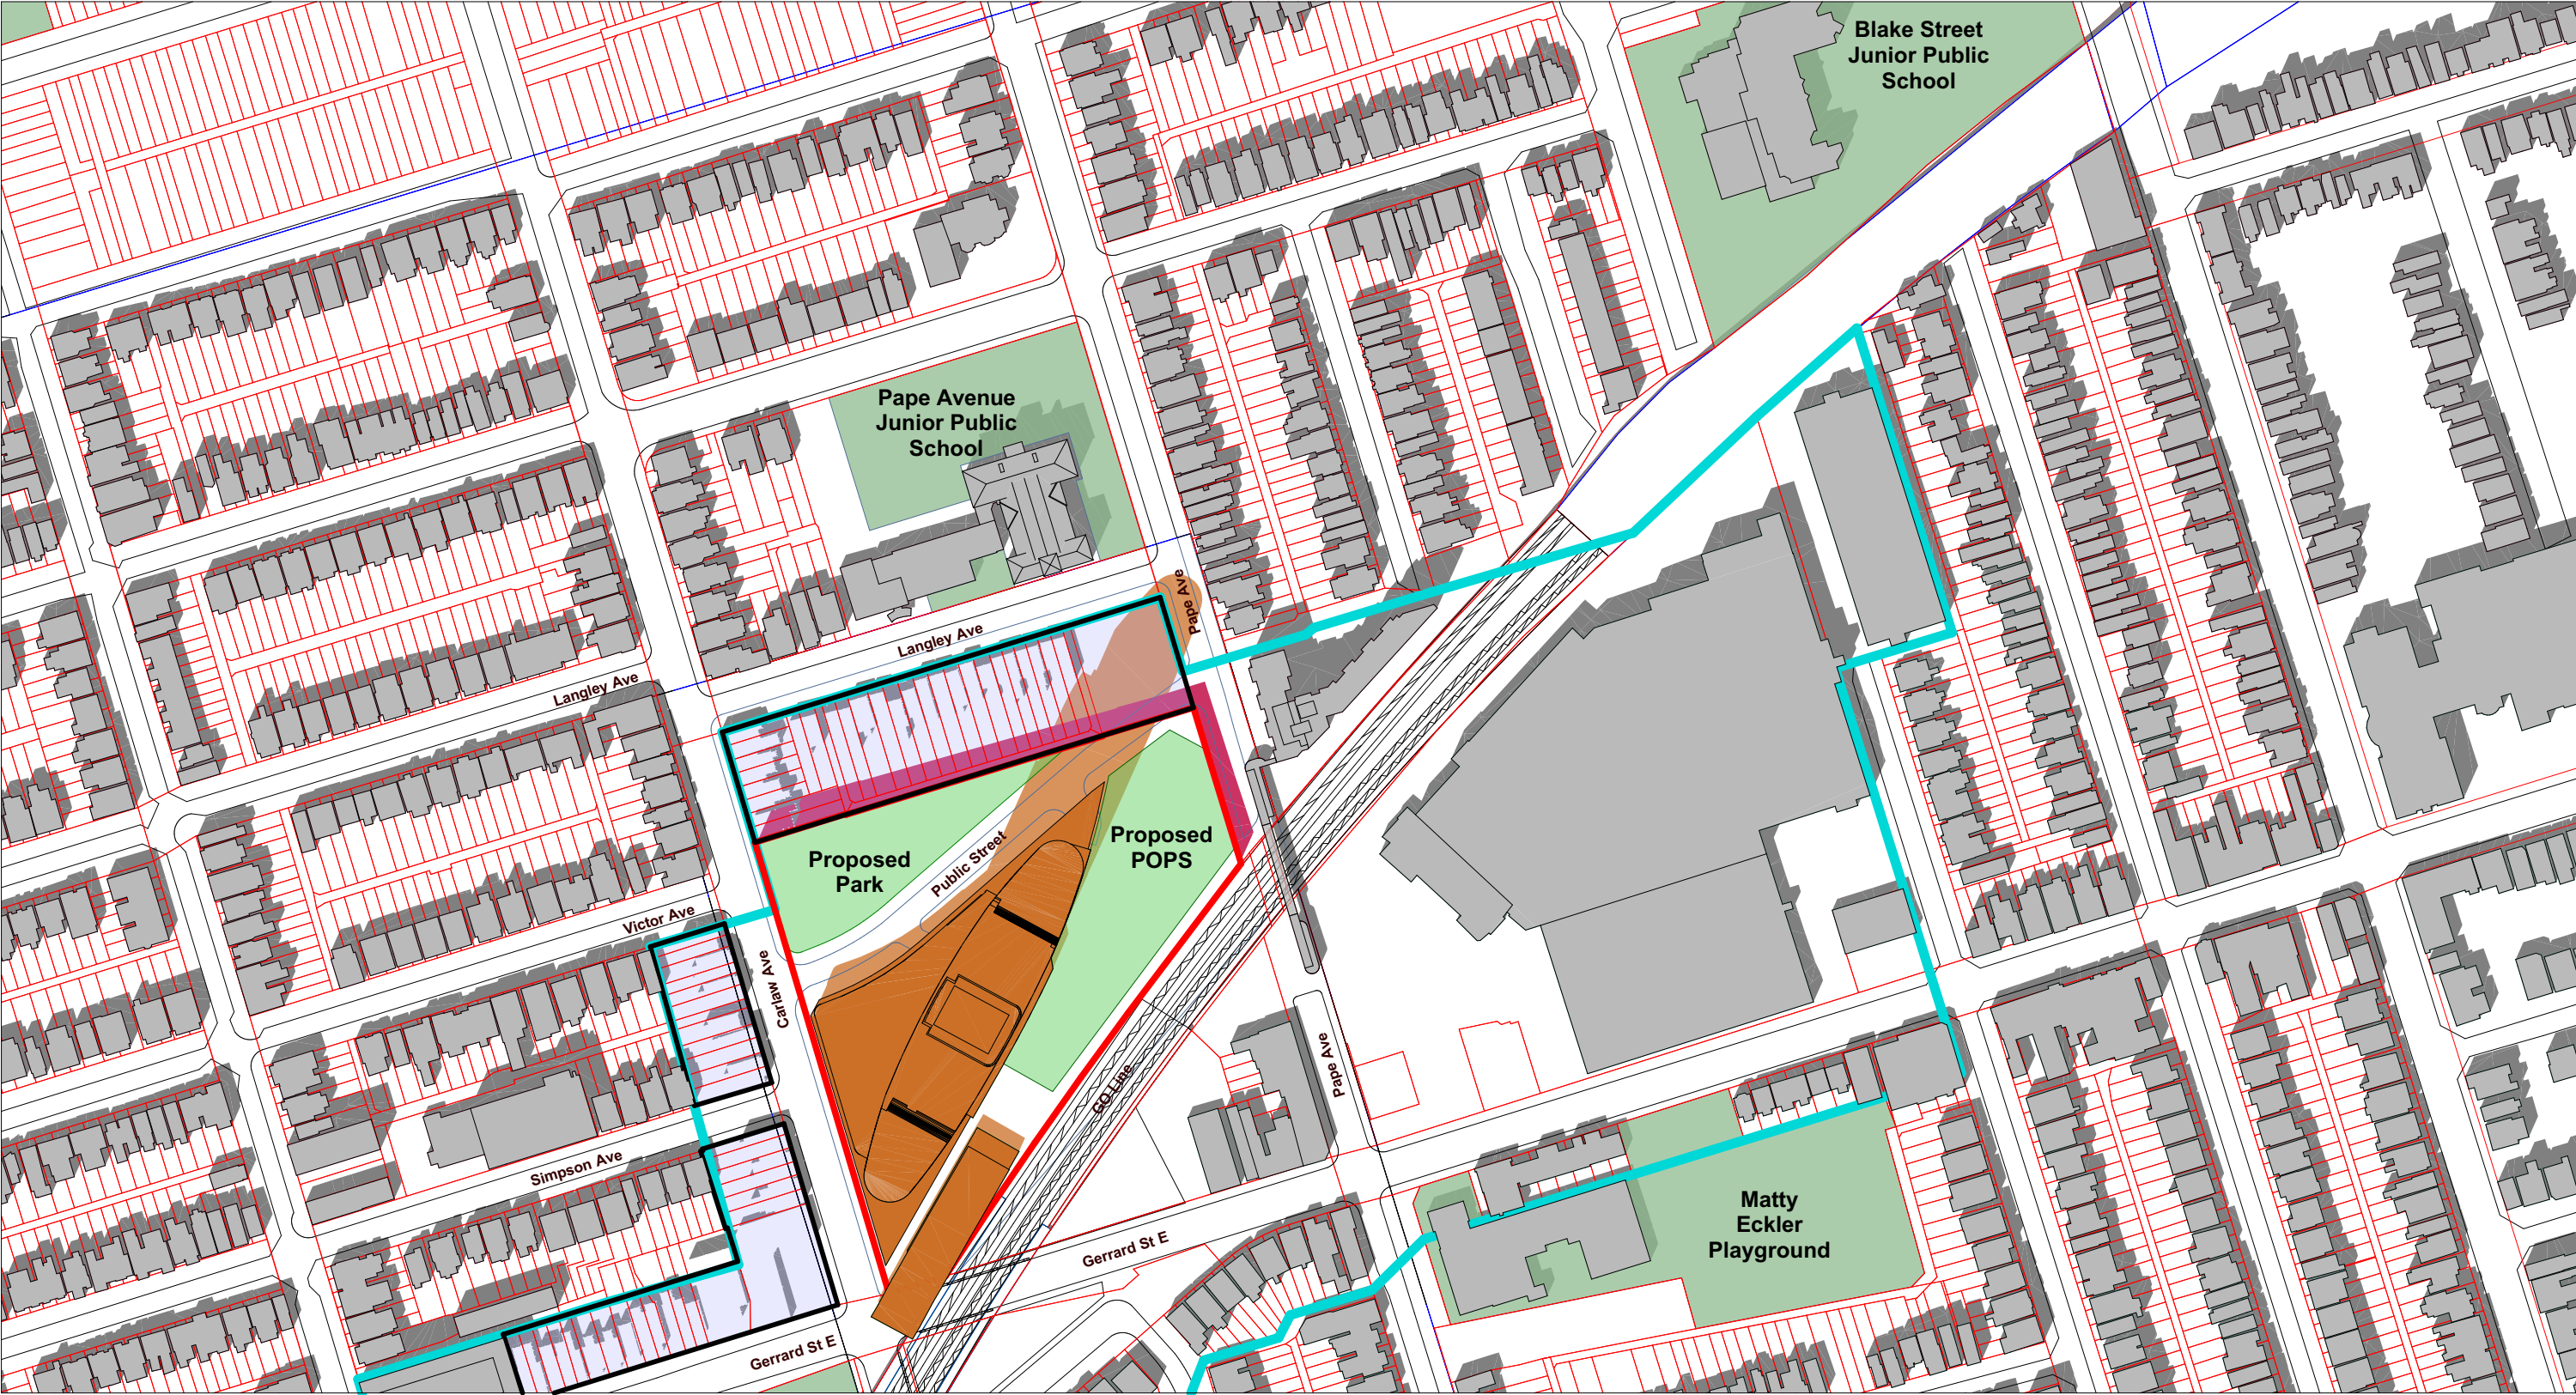 Blake Street
Junior Public
School
Pape Avenue
Junior Public
School
Pape Ave
Langley Ave
Langley Ave
Proposed
Park
Public Street
Proposed
POPS
Victor Ave
Carlaw Ave
GO Line
Pape Ave
Simpson Ave
Gerrard St E
Matty
Eckler
Playground
Gerrard St E